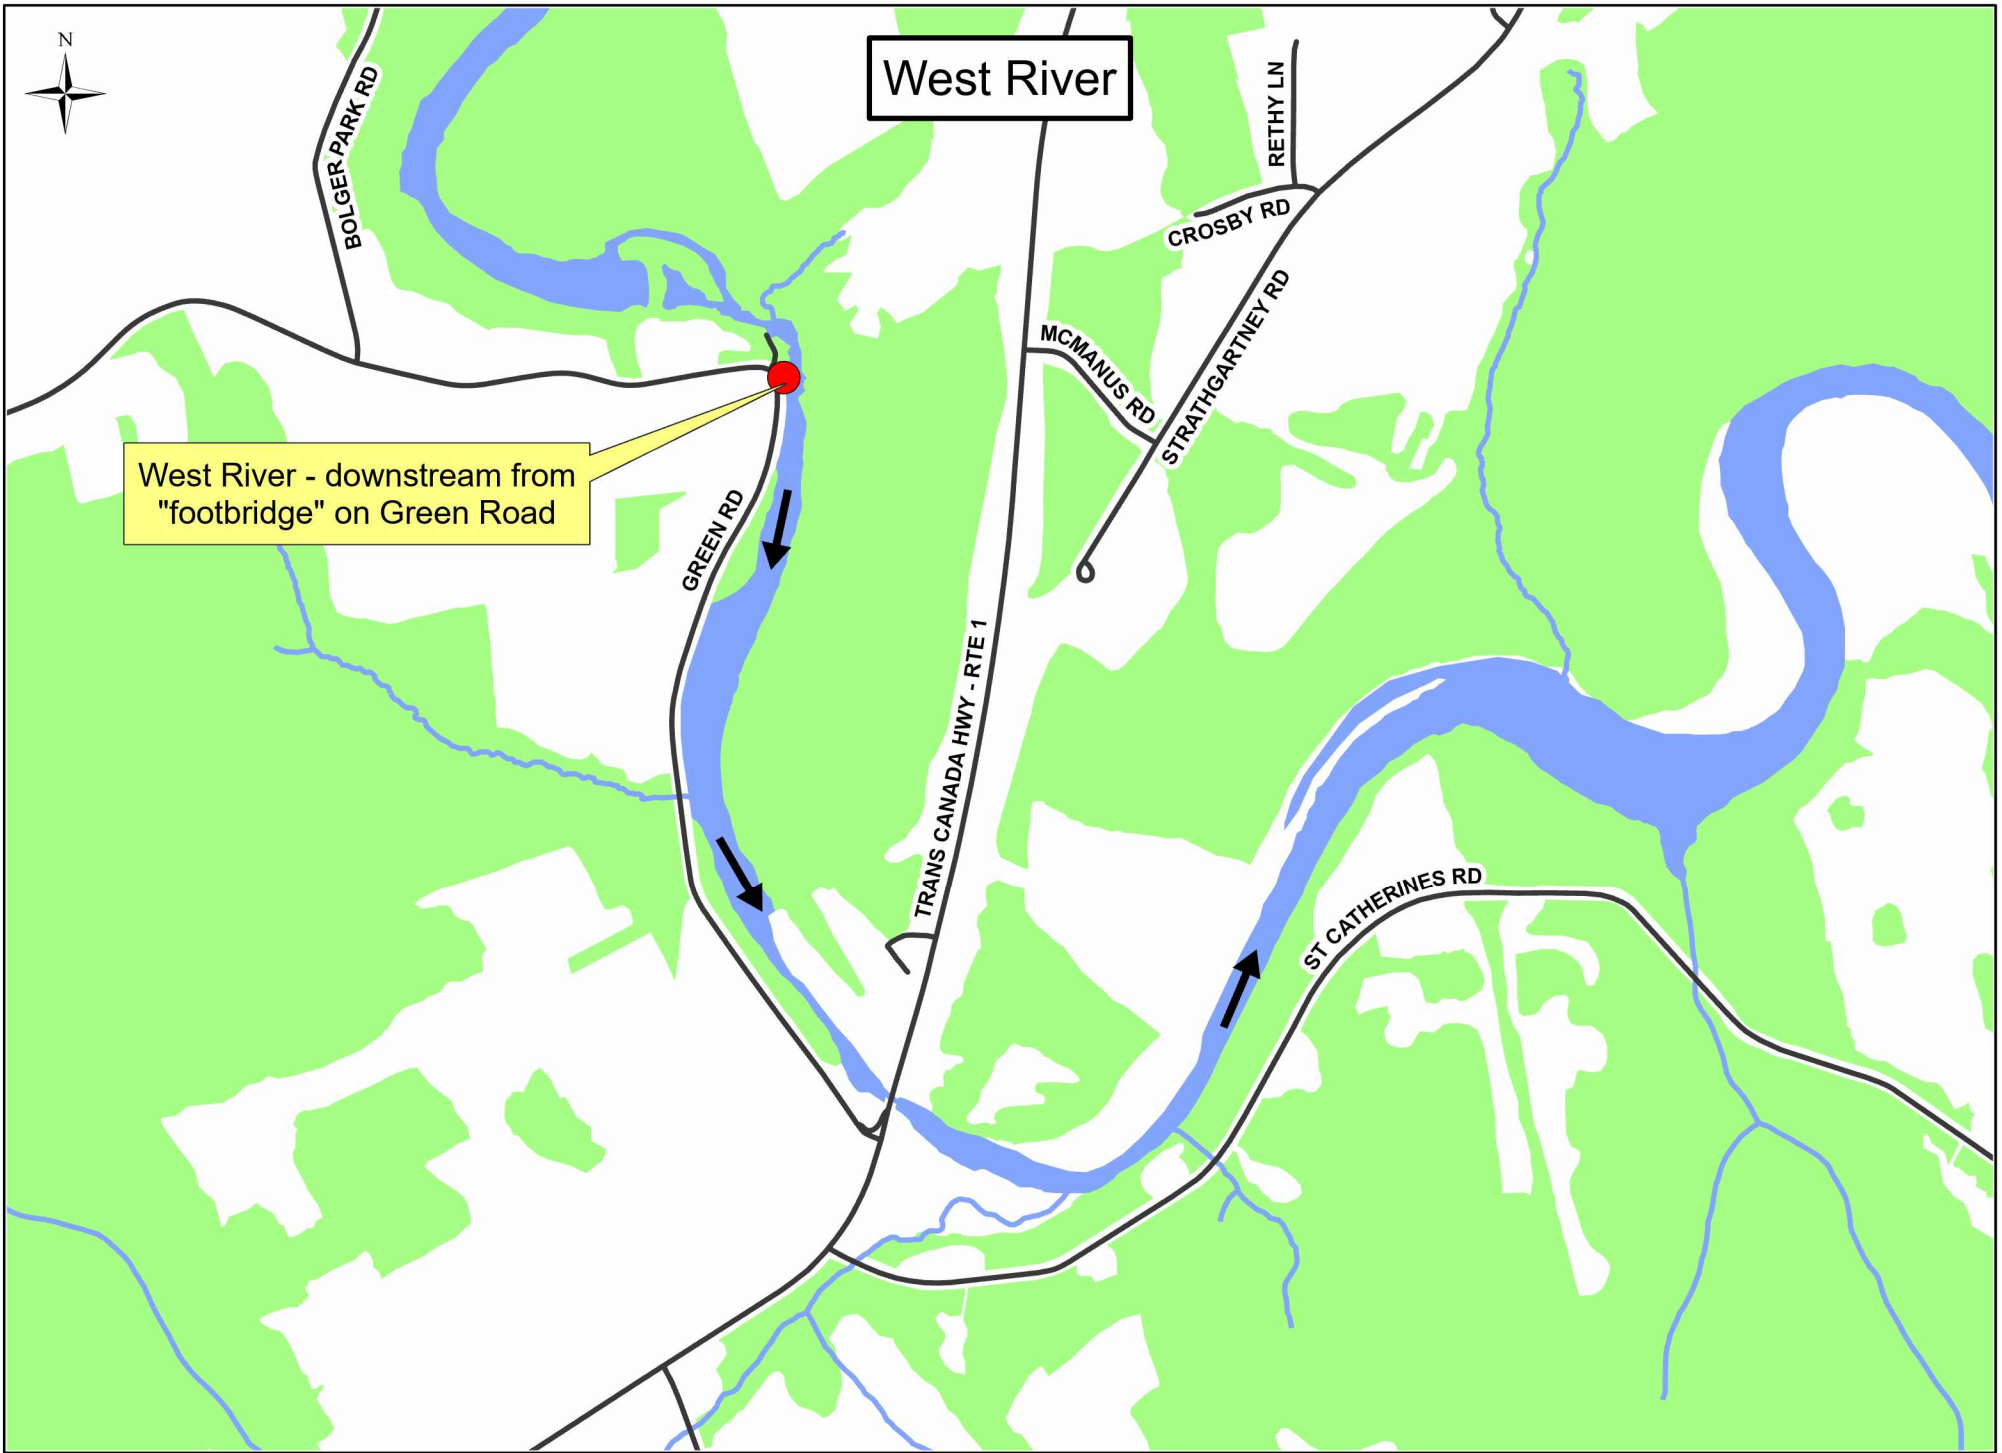 N
West River
BOLGER PARK RD
RETHY LN
CROSBY RD
MCMANUS RD
STRATHGARTNEY RD
West River - downstream from
"footbridge" on Green Road
GREEN RD
TRANS CANADA HWY - RTE 1
ST CATHERINES RD